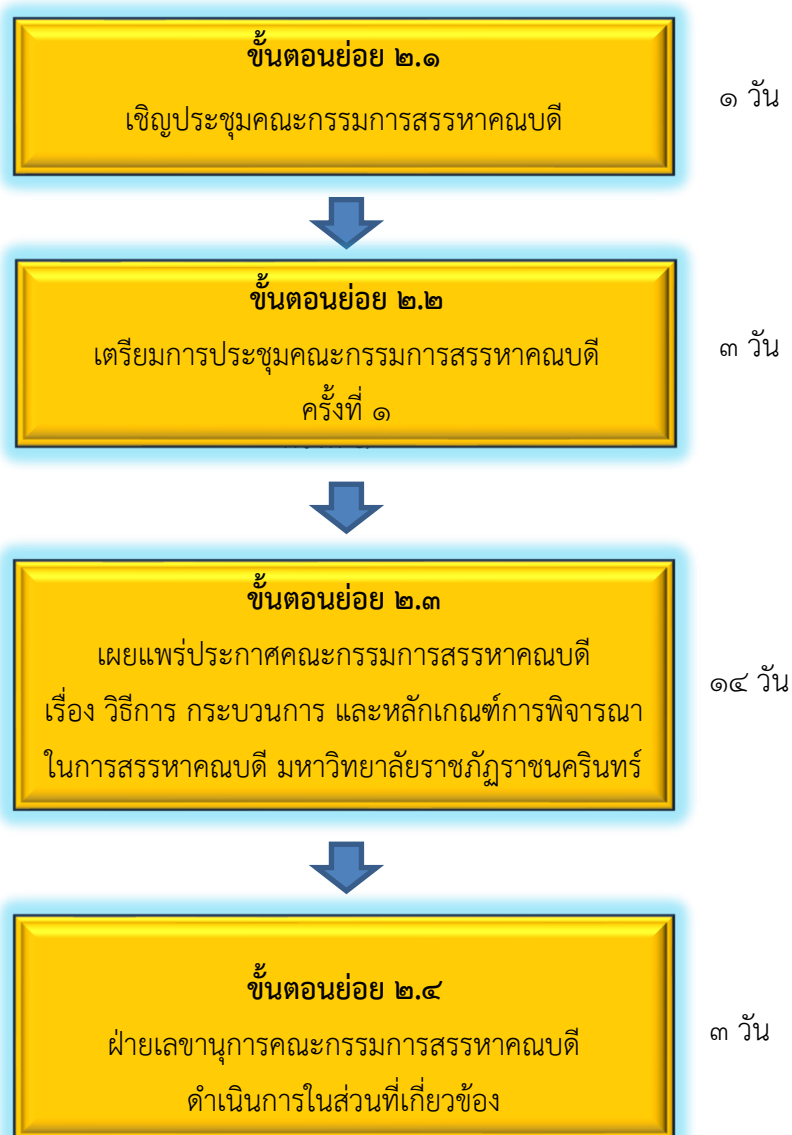 ขั้นตอนย่อย ๒.๑
เชิญประชุมคณะกรรมการสรรหาคณบดี
๑ วัน
ขั้นตอนย่อย ๒.๒
เตรียมการประชุมคณะกรรมการสรรหาคณบดี
ครั้งที่ ๑
๓ วัน
ขั้นตอนย่อย ๒.๓
เผยแพร่ประกาศคณะกรรมการสรรหาคณบดี
เรื่อง วิธีการ กระบวนการ และหลักเกณฑ์การพิจารณา
ในการสรรหาคณบดี มหาวิทยาลัยราชภัฏราชนครินทร์
๑๔ วัน
ขั้นตอนย่อย ๒.๔
ฝ่ายเลขานุการคณะกรรมการสรรหาคณบดี
ดำเนินการในส่วนที่เกี่ยวข้อง
๓ วัน